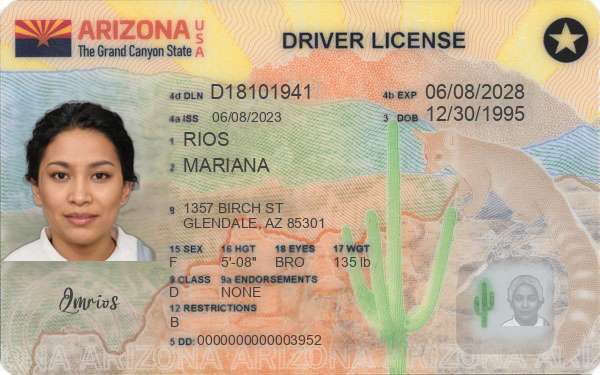 ARIZONA USA
The Grand Canyon State
DRIVER LICENSE
4d DLN D18101941
4b EXP 06/08/2028
4a ISS 06/08/2023
3 DOB 12/30/1995
1 RIOS
2 MARIANA
8 1357 BIRCH ST
GLENDALE, AZ 85301
15 SEX 16 HGT 18 EYES 17 WGT
F 5'-08" BRO 135 lb
9 CLASS 9a ENDORSEMENTS
D NONE
12 RESTRICTIONS
B
5 DD: 0000000000003952
Qmrios
ARIZONA ARIZONA ARIZONA ARIZONA